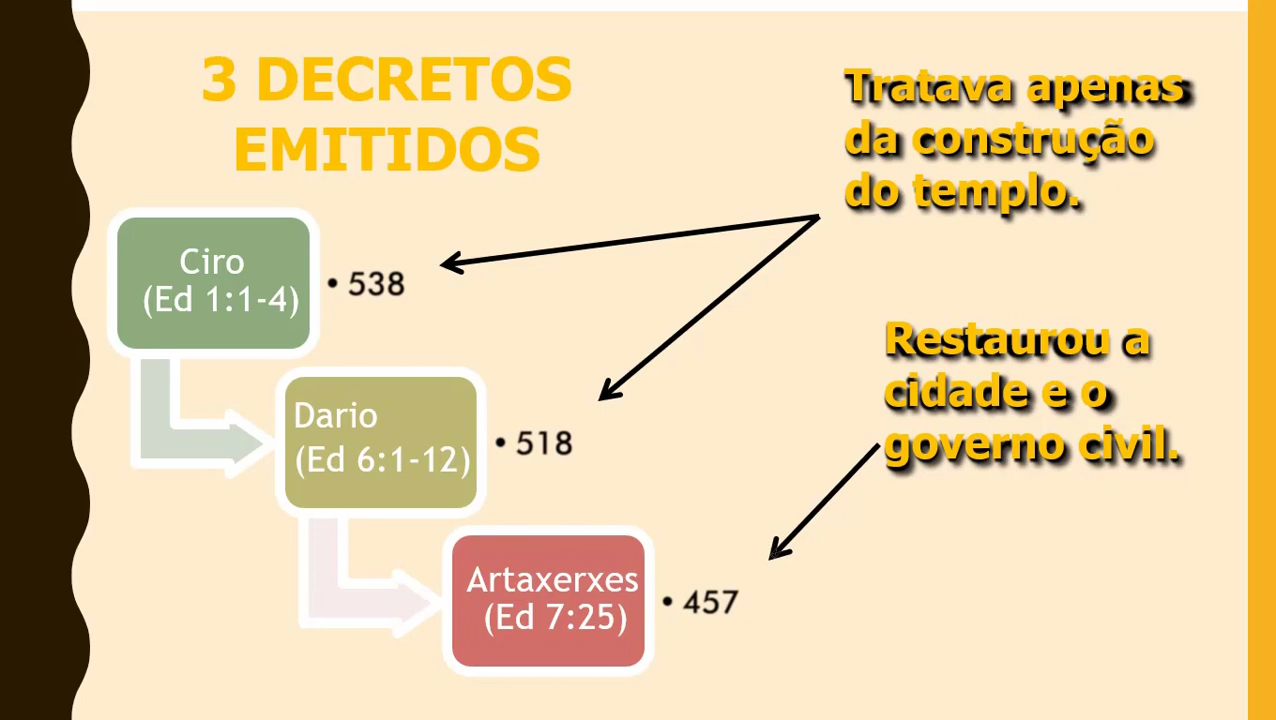 3 DECRETOS
EMITIDOS
Tratava apenas
da construção
do templo.
Ciro
(Ed 1:1-4)
• 538
Restaurou a
cidade e o
governo civil.
Dario
(Ed 6:1-12)
• 518
Artaxerxes
(Ed 7:25)
• 457